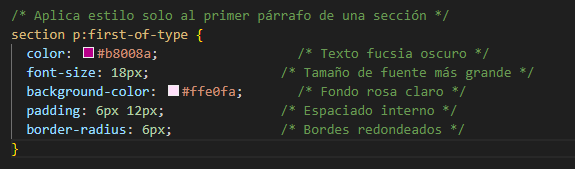 /* Aplica estilo solo al primer párrafo de una sección */
section p:first-of-type {
color: #b8008a; /* Texto fucsia oscuro */
font-size: 18px; /* Tamaño de fuente más grande */
background-color: #ffe0fa; /* Fondo rosa claro */
padding: 6px 12px; /* Espaciado interno */
border-radius: 6px; /* Bordes redondeados */
}